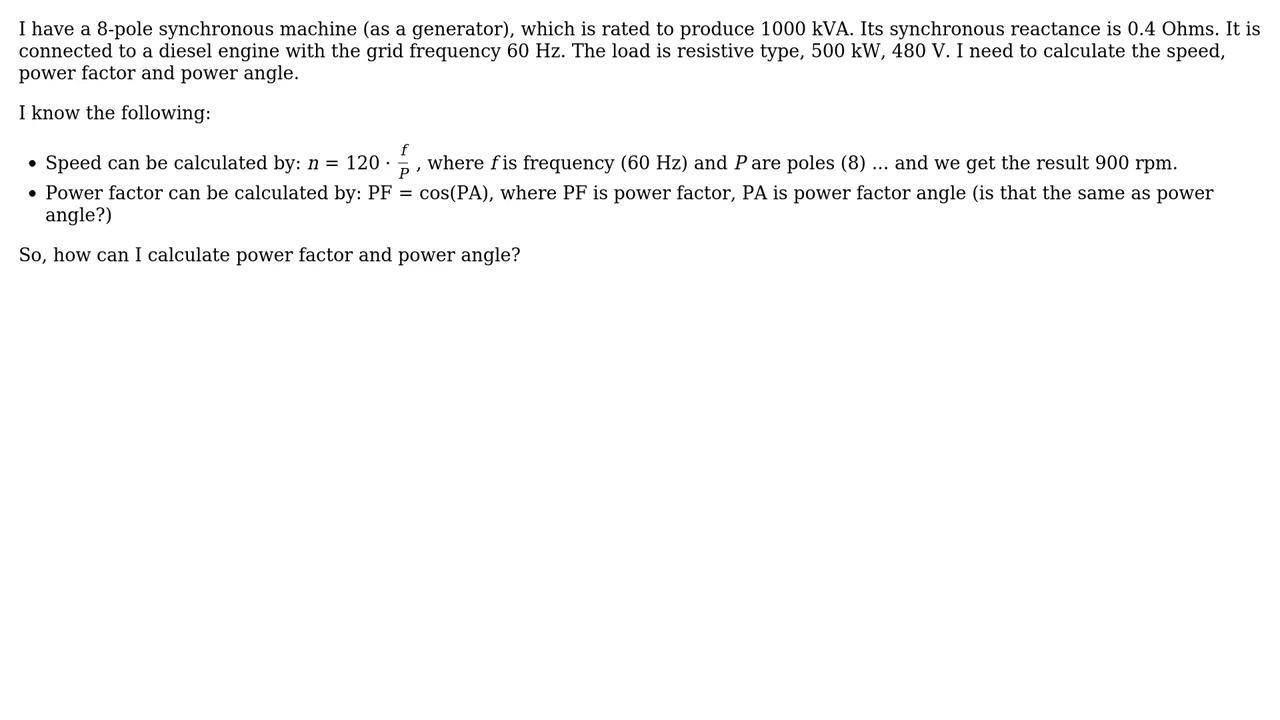 I have a 8-pole synchronous machine (as a generator), which is rated to produce 1000 kVA. Its synchronous reactance is 0.4 Ohms. It is
connected to a diesel engine with the grid frequency 60 Hz. The load is resistive type, 500 kW, 480 V. I need to calculate the speed,
power factor and power angle.
I know the following:
• Speed can be calculated by: n = 120 · f/P , where f is frequency (60 Hz) and P are poles (8) ... and we get the result 900 rpm.
• Power factor can be calculated by: PF = cos(PA), where PF is power factor, PA is power factor angle (is that the same as power
angle?)
So, how can I calculate power factor and power angle?